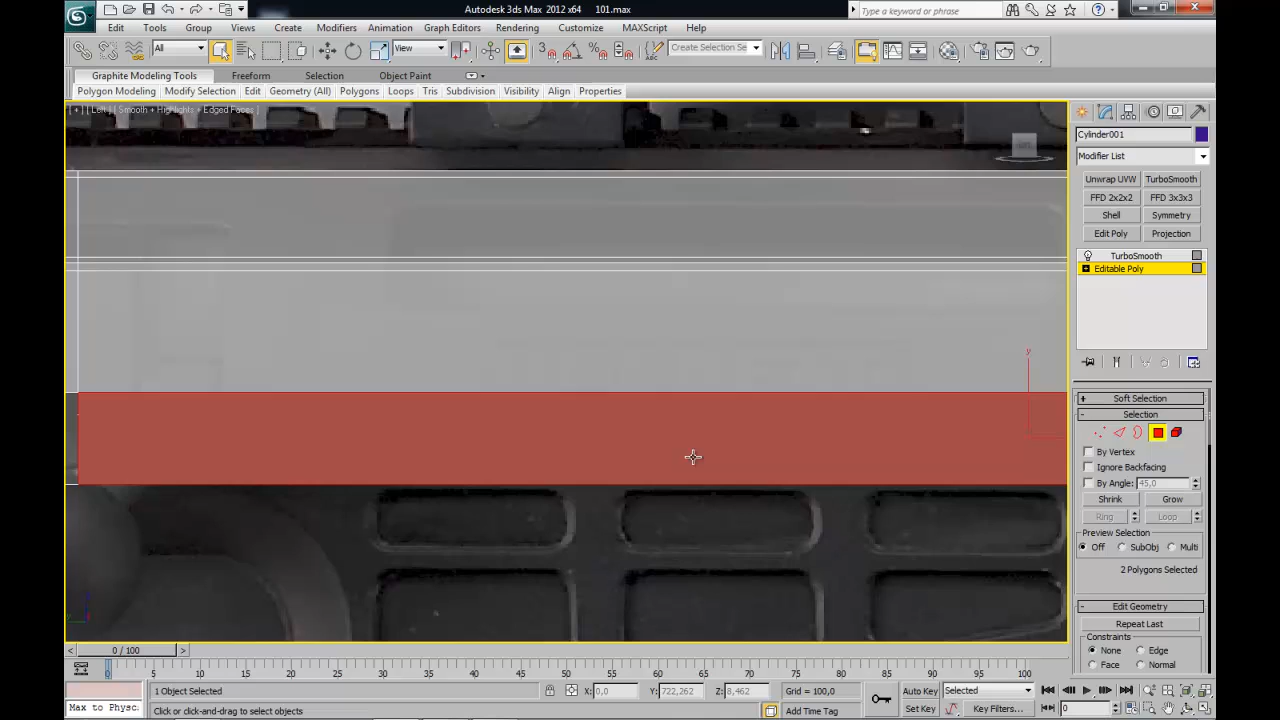 Autodesk 3ds Max 2012 x64 101.max
Type a keyword or phrase
Edit Tools Group Views Create Modifiers Animation Graph Editors Rendering Customize MAXScript Help
All View 3 Create Selection Se
Graphite Modeling Tools Freeform Selection Object Paint
Polygon Modeling Modify Selection Edit Geometry (All) Polygons Loops Tris Subdivision Visibility Align Properties
[ + ] [ Left ] [ Smooth + Highlights + Edged Faces ]
Cylinder001
Modifier List
Unwrap UVW TurboSmooth
FFD 2x2x2 FFD 3x3x3
Shell Symmetry
Edit Poly Projection
TurboSmooth
Editable Poly
+ Soft Selection
- Selection
By Vertex
Ignore Backfacing
By Angle: 45,0
Shrink Grow
Ring Loop
Preview Selection
Off SubObj Multi
2 Polygons Selected
- Edit Geometry
Repeat Last
Constraints
None Edge
Face Normal
y
< 0 / 100 >
0 5 10 15 20 25 30 35 40 45 50 55 60 65 70 75 80 85 90 95 100
1 Object Selected X: 0,0 Y: 722,262 Z: 8,462 Grid = 100,0 Auto Key Selected
Max to Physc: Click or click-and-drag to select objects Add Time Tag Set Key Key Filters... 0